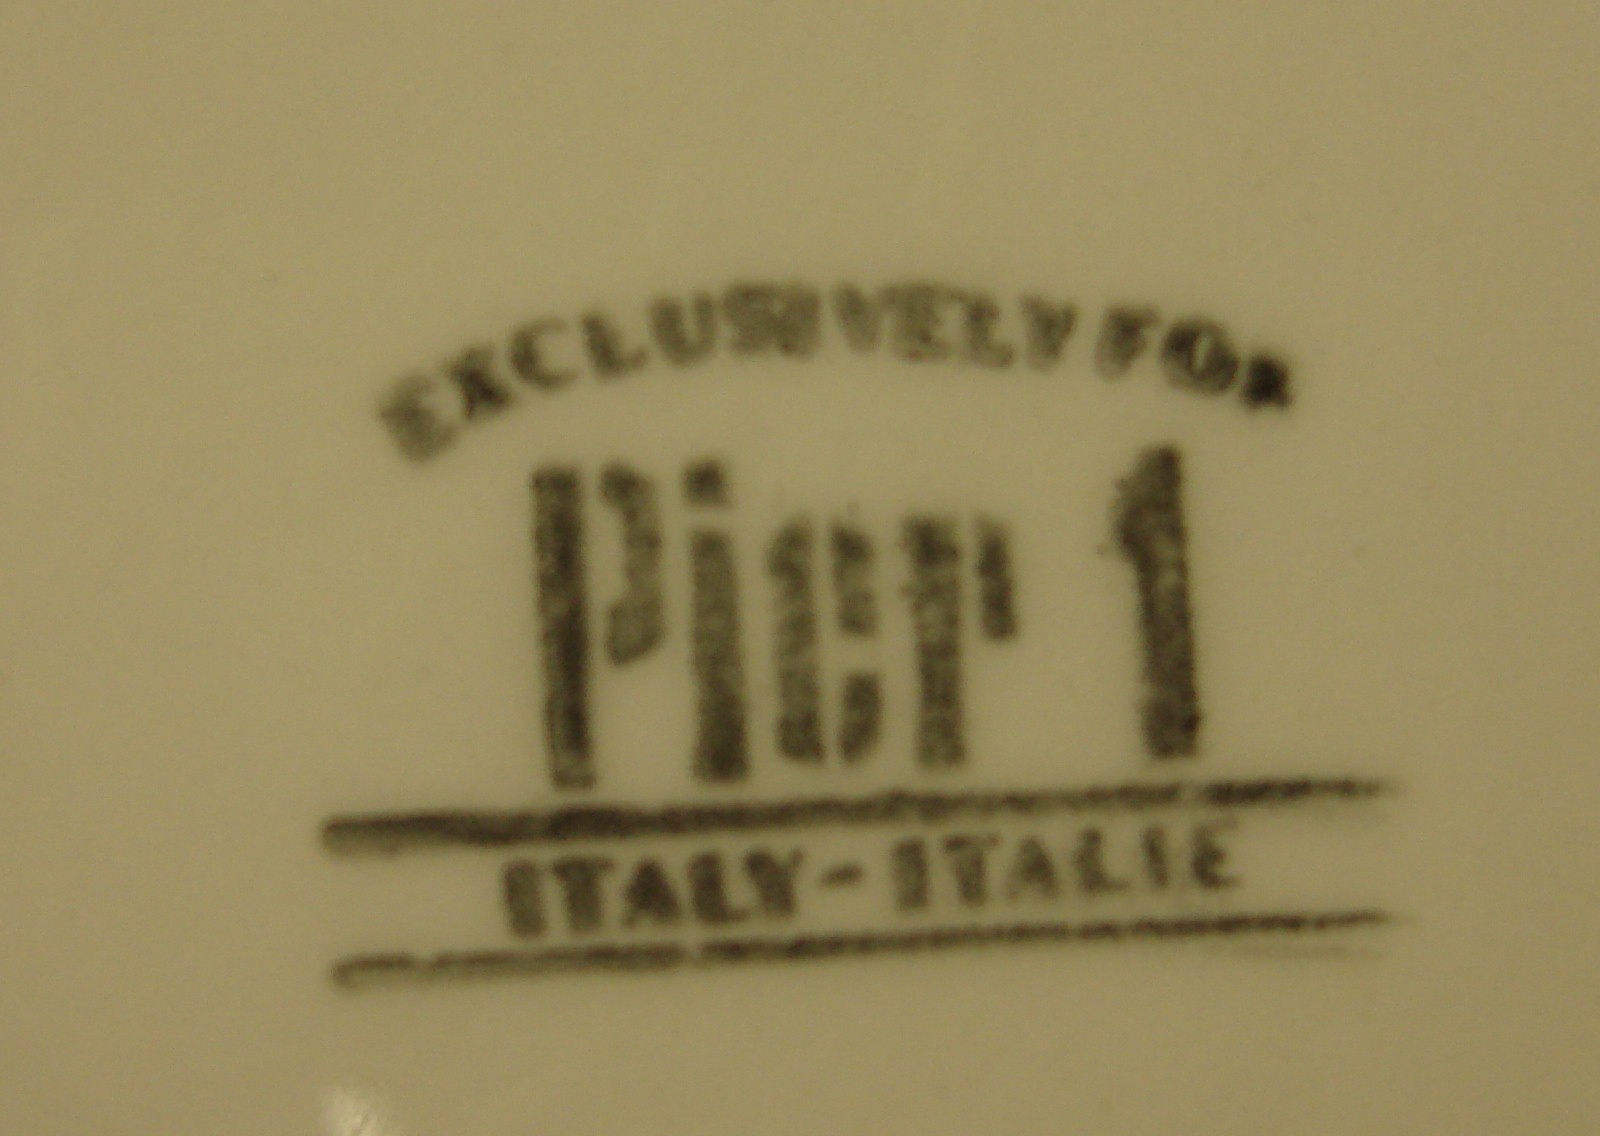 EXCLUSIVELY FOR
Pier 1
ITALY - ITALIE